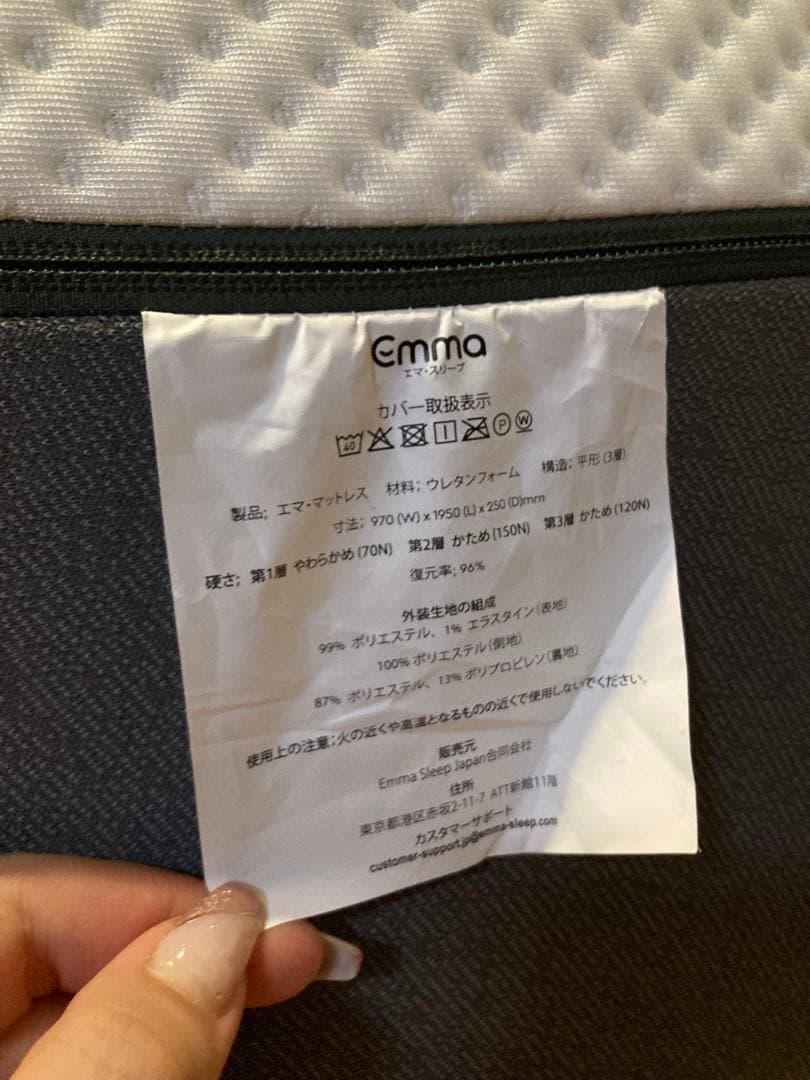 Emma
エマ・スリープ
カバー取扱表示
40 P W
製品; エマ・マットレス 材料; ウレタンフォーム 構造; 平形 (3層)
寸法; 970 (W) x 1950 (L) x 250 (D)mm
硬さ; 第1層 やわらかめ (70N) 第2層 かため (150N) 第3層 かため (120N)
復元率; 96%
外装生地の組成
99% ポリエステル、1% エラスタイン (表地)
100% ポリエステル (側地)
87% ポリエステル、13% ポリプロピレン (裏地)
使用上の注意; 火の近くや高温となるものの近くで使用しないでください。
販売元
Emma Sleep Japan合同会社
住所
東京都港区赤坂2-11-7 ATT新館11階
カスタマーサポート
customer-support.jp@emma-sleep.com